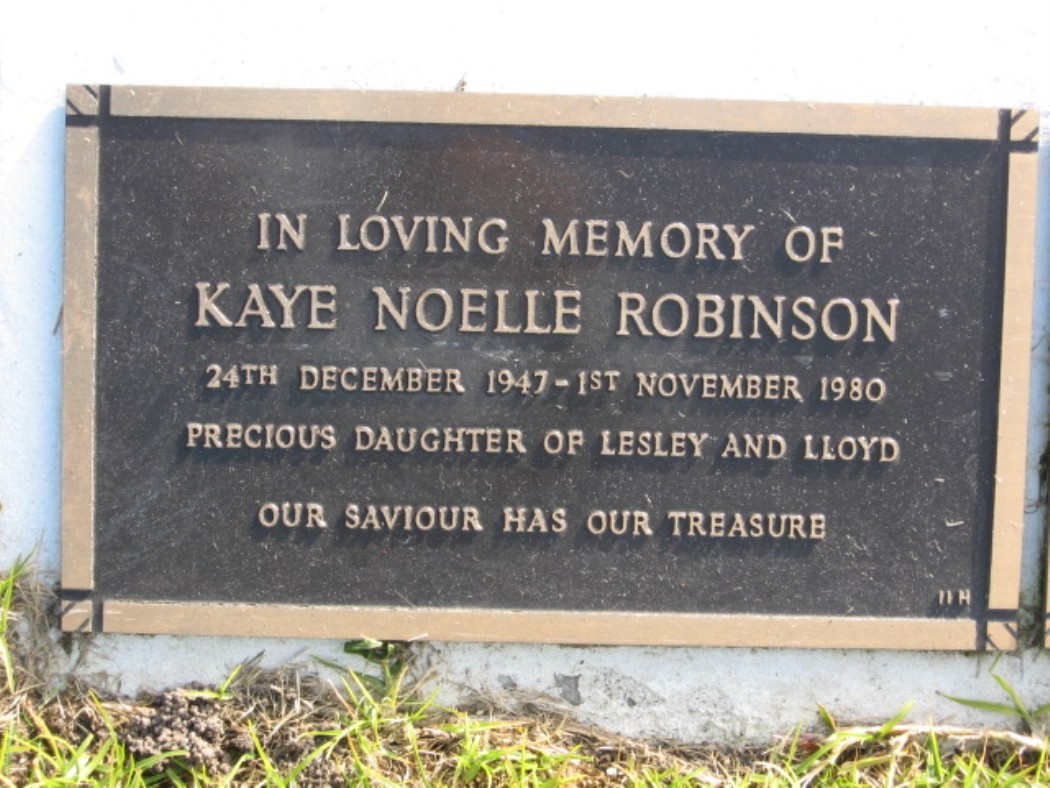 IN LOVING MEMORY OF
KAYE NOELLE ROBINSON
24TH DECEMBER 1947-1ST NOVEMBER 1980
PRECIOUS DAUGHTER OF LESLEY AND LLOYD
OUR SAVIOUR HAS OUR TREASURE
11H